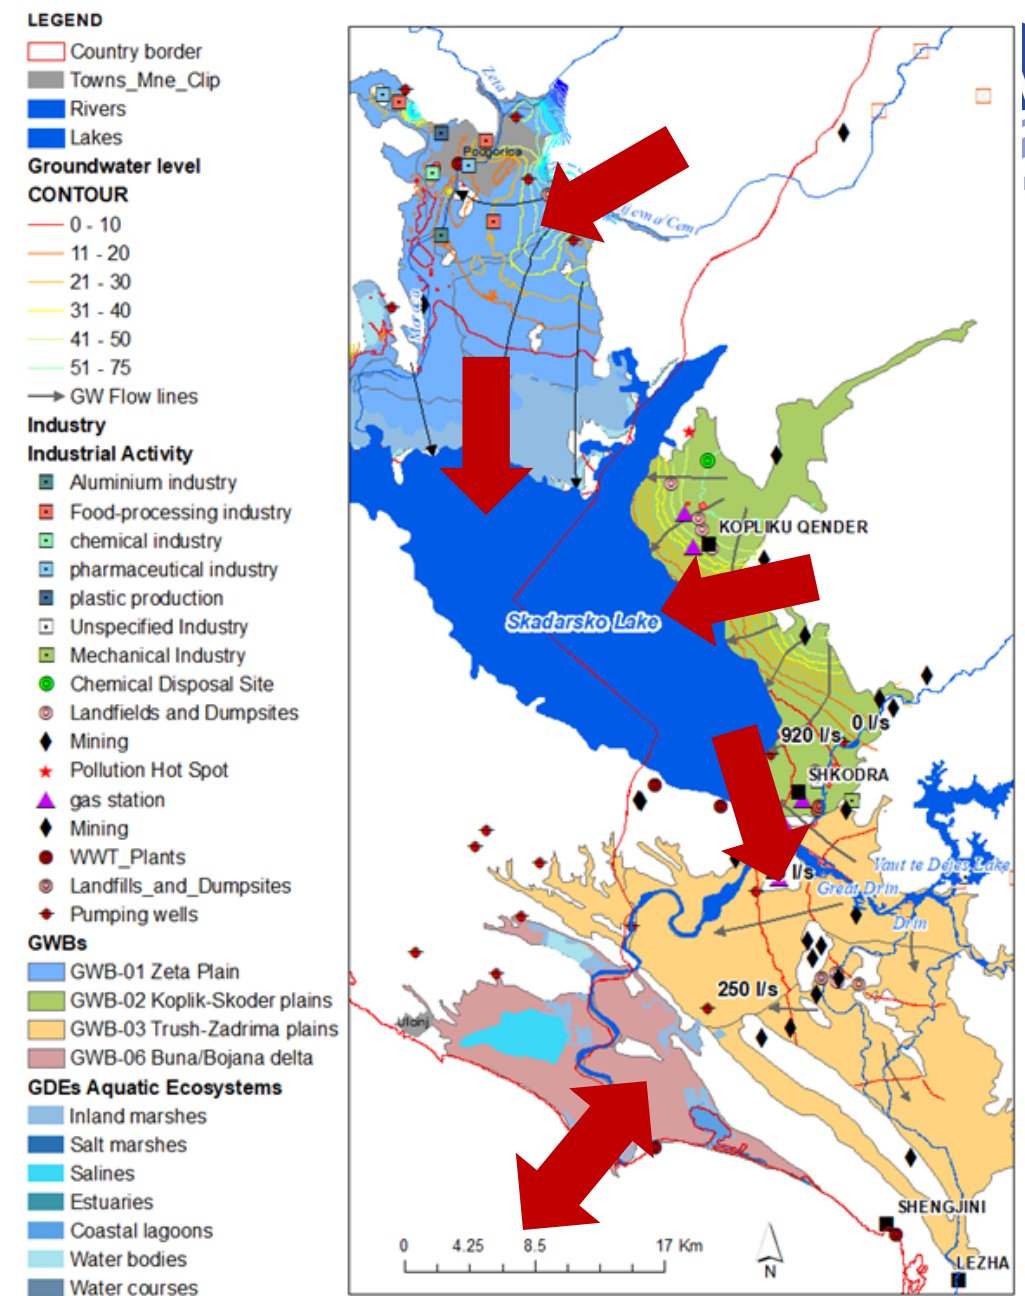 LEGEND
Country border
Towns_Mne_Clip
Rivers
Lakes
Groundwater level
CONTOUR
0 - 10
11 - 20
21 - 30
31 - 40
41 - 50
51 - 75
GW Flow lines
Industry
Industrial Activity
Aluminium industry
Food-processing industry
chemical industry
pharmaceutical industry
plastic production
Unspecified Industry
Mechanical Industry
Chemical Disposal Site
Landfields and Dumpsites
Mining
Pollution Hot Spot
gas station
Mining
WWT_Plants
Landfills_and_Dumpsites
Pumping wells
GWBs
GWB-01 Zeta Plain
GWB-02 Koplik-Skoder plains
GWB-03 Trush-Zadrima plains
GWB-06 Buna/Bojana delta
GDEs Aquatic Ecosystems
Inland marshes
Salt marshes
Salines
Estuaries
Coastal lagoons
Water bodies
Water courses
Zeta
Podgorica
KOPLIKU QENDER
Skadarsko Lake
0 l/s
920 l/s
SHKODRA
l/s
Vaut te Dejes Lake
Great Drin
Drin
250 l/s
Ulcinj
SHENGJINI
LEZHA
0 4.25 8.5 17 Km
N